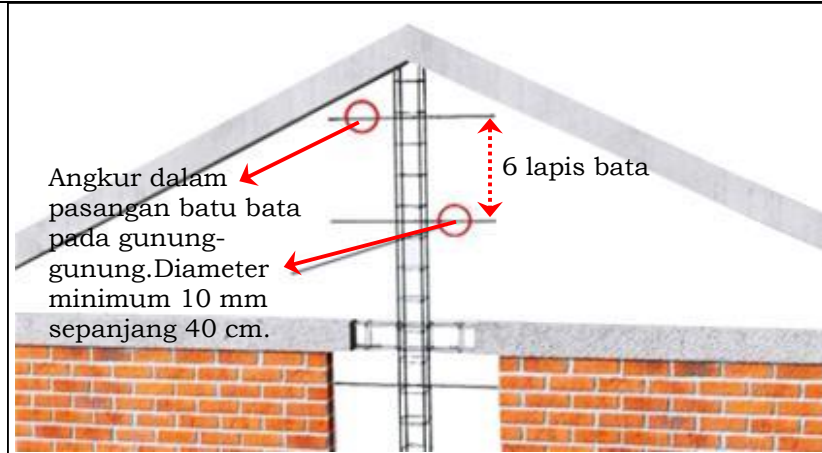 Angkur dalam
pasangan batu bata
pada gunung-
gunung.Diameter
minimum 10 mm
sepanjang 40 cm.
6 lapis bata